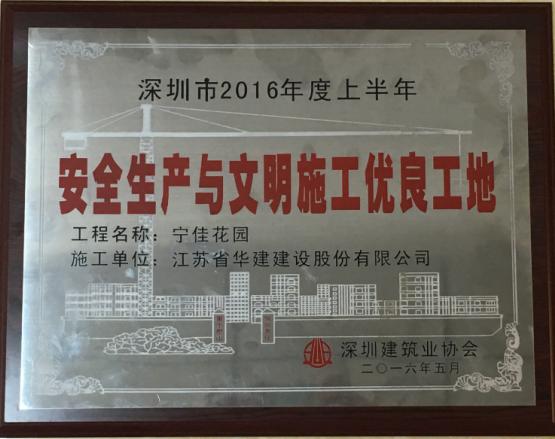 深圳市2016年度上半年
安全生产与文明施工优良工地
工程名称：宁佳花园
施工单位：江苏省华建建设股份有限公司
深圳建筑业协会
二〇一六年五月